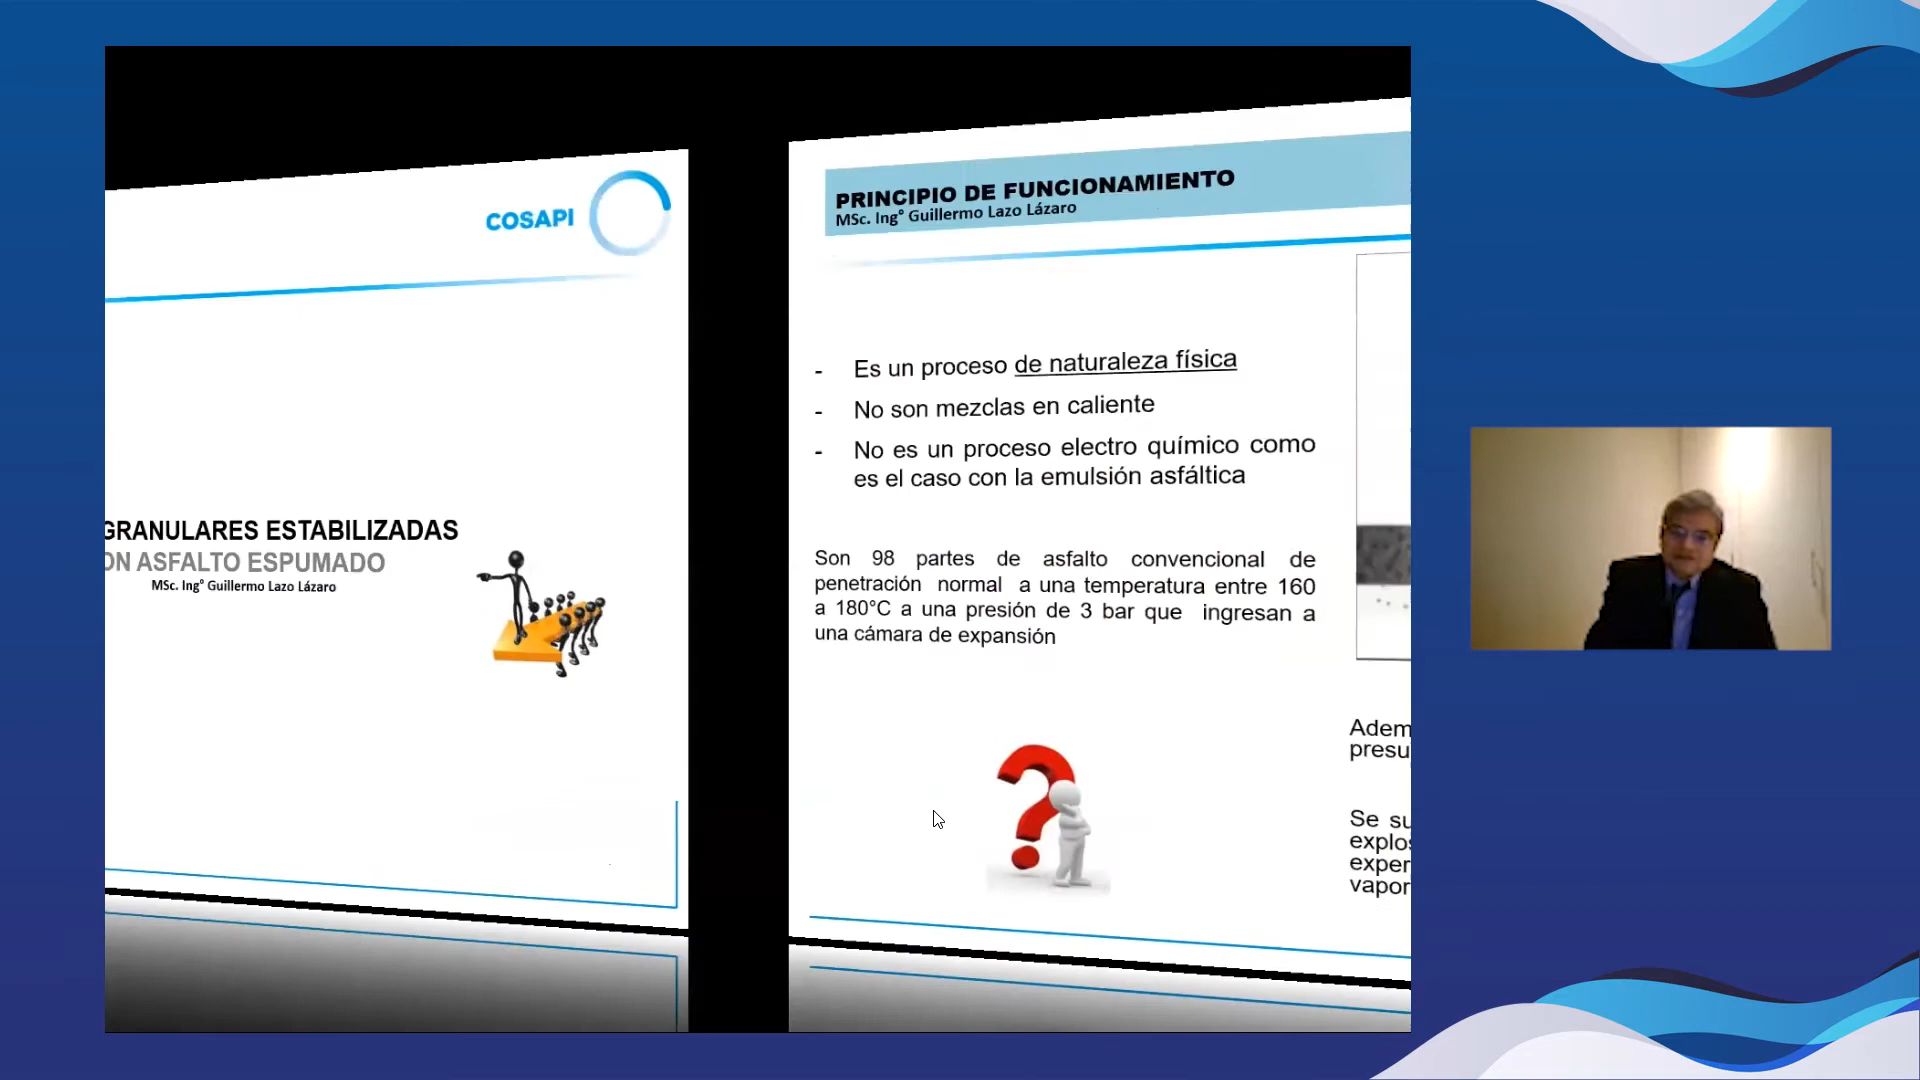 COSAPI
GRANULARES ESTABILIZADAS
ON ASFALTO ESPUMADO
MSc. Ing° Guillermo Lazo Lázaro
PRINCIPIO DE FUNCIONAMIENTO
MSc. Ing° Guillermo Lazo Lázaro
- Es un proceso de naturaleza física
- No son mezclas en caliente
- No es un proceso electro químico como
es el caso con la emulsión asfáltica
Son 98 partes de asfalto convencional de
penetración normal a una temperatura entre 160
a 180°C a una presión de 3 bar que ingresan a
una cámara de expansión
Adem
presu
Se su
explos
exper
vapor